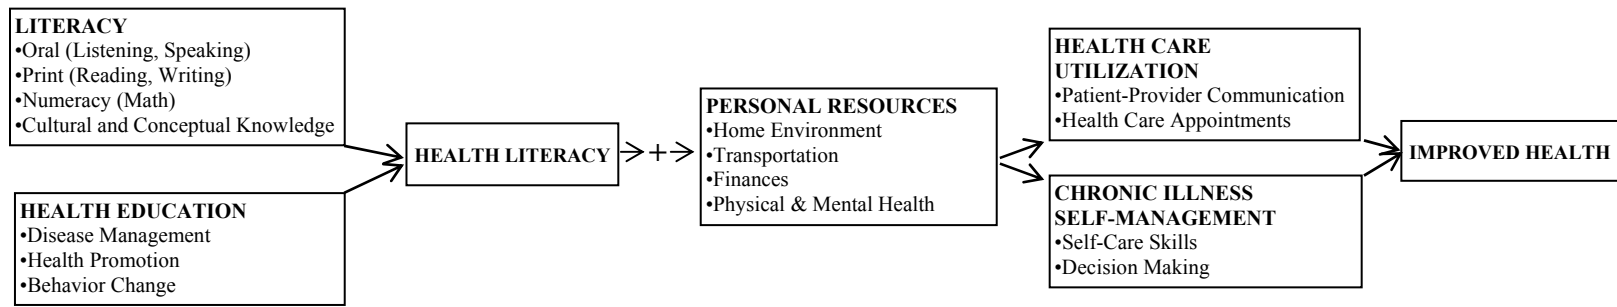 LITERACY
•Oral (Listening, Speaking)
•Print (Reading, Writing)
•Numeracy (Math)
•Cultural and Conceptual Knowledge
HEALTH EDUCATION
•Disease Management
•Health Promotion
•Behavior Change
HEALTH LITERACY
+
PERSONAL RESOURCES
•Home Environment
•Transportation
•Finances
•Physical & Mental Health
HEALTH CARE
UTILIZATION
•Patient-Provider Communication
•Health Care Appointments
CHRONIC ILLNESS
SELF-MANAGEMENT
•Self-Care Skills
•Decision Making
IMPROVED HEALTH